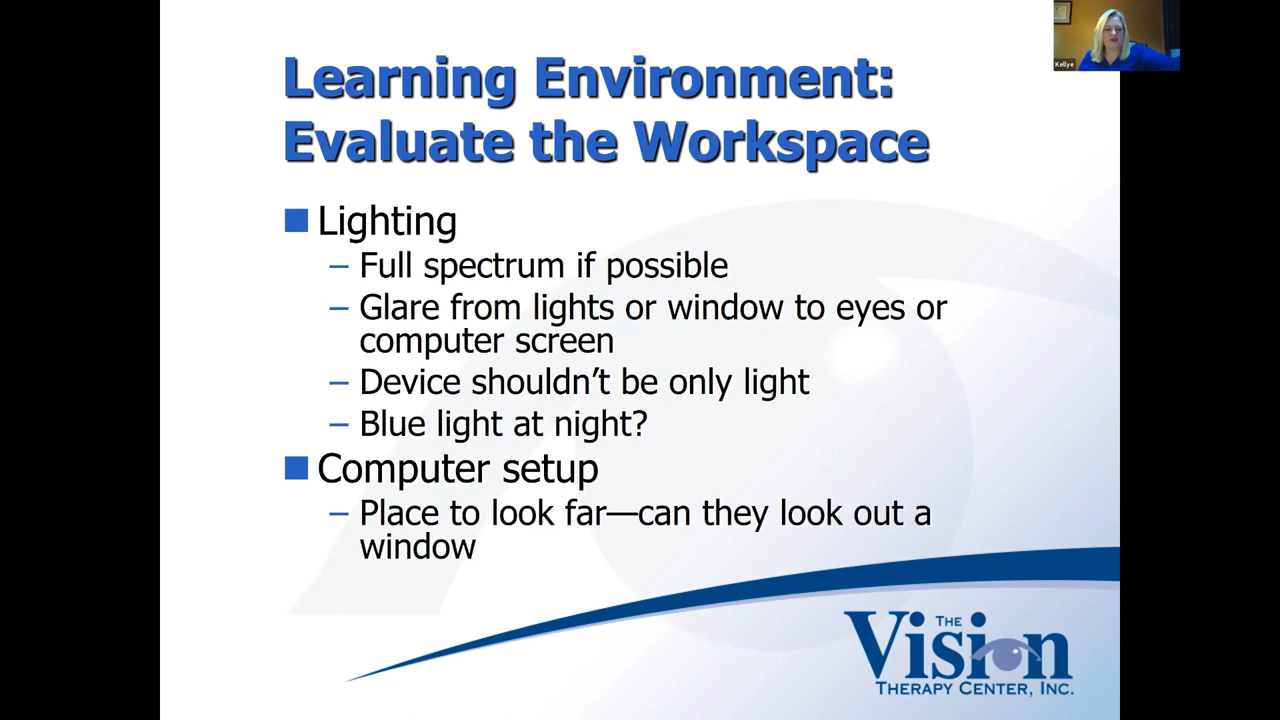 Kellye
Learning Environment:
Evaluate the Workspace
Lighting
– Full spectrum if possible
– Glare from lights or window to eyes or
computer screen
– Device shouldn’t be only light
– Blue light at night?
Computer setup
– Place to look far—can they look out a
window
THE
Vision
THERAPY CENTER, INC.